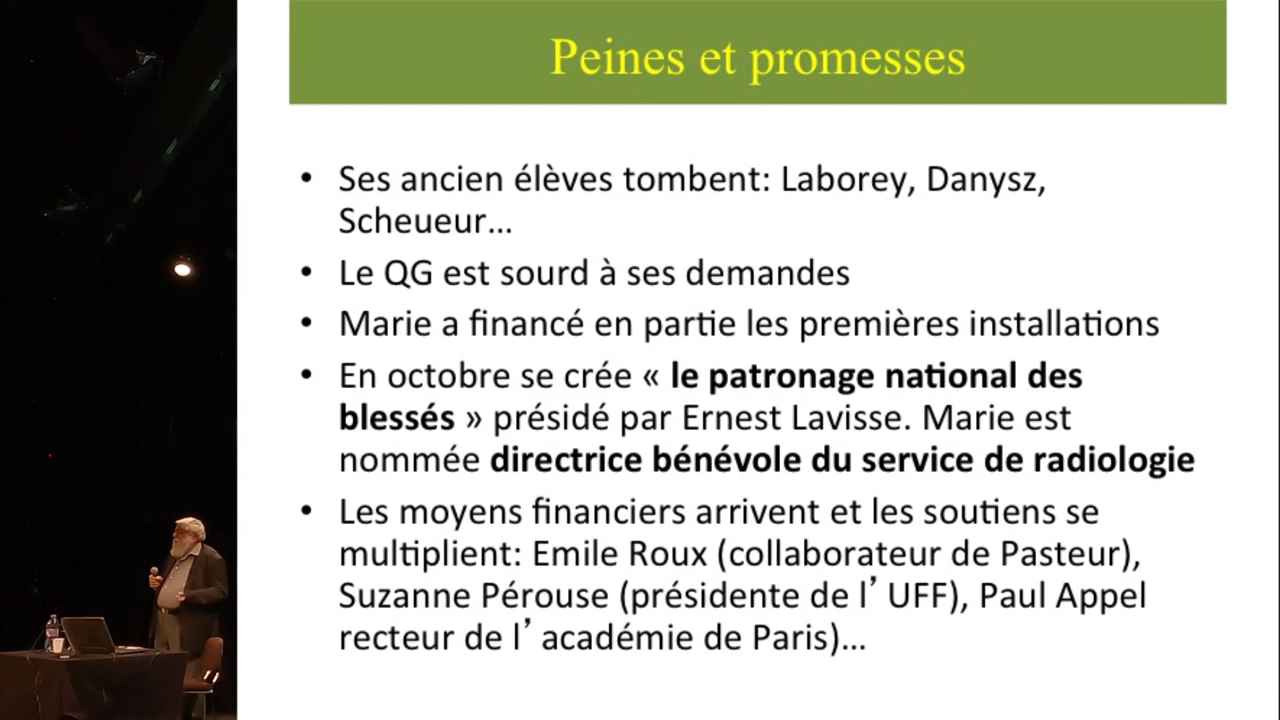 Peines et promesses
• Ses ancien élèves tombent: Laborey, Danysz,
Scheueur...
• Le QG est sourd à ses demandes
• Marie a financé en partie les premières installations
• En octobre se crée « le patronage national des
blessés » présidé par Ernest Lavisse. Marie est
nommée directrice bénévole du service de radiologie
• Les moyens financiers arrivent et les soutiens se
multiplient: Emile Roux (collaborateur de Pasteur),
Suzanne Pérouse (présidente de l’ UFF), Paul Appel
recteur de l’ académie de Paris)...